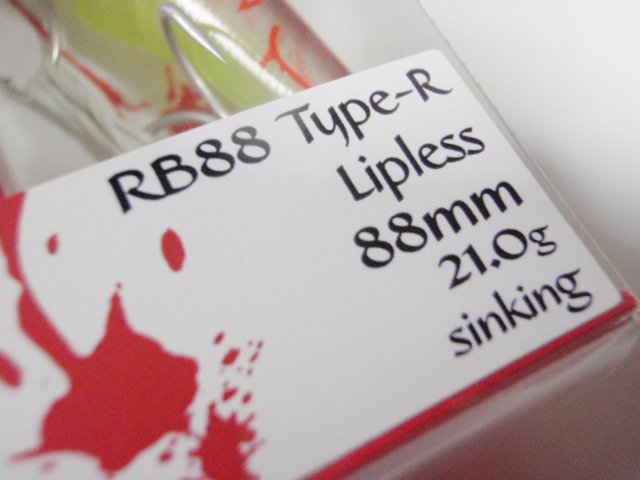 RB88 Type-R
Lipless
88mm
21.0g
sinking